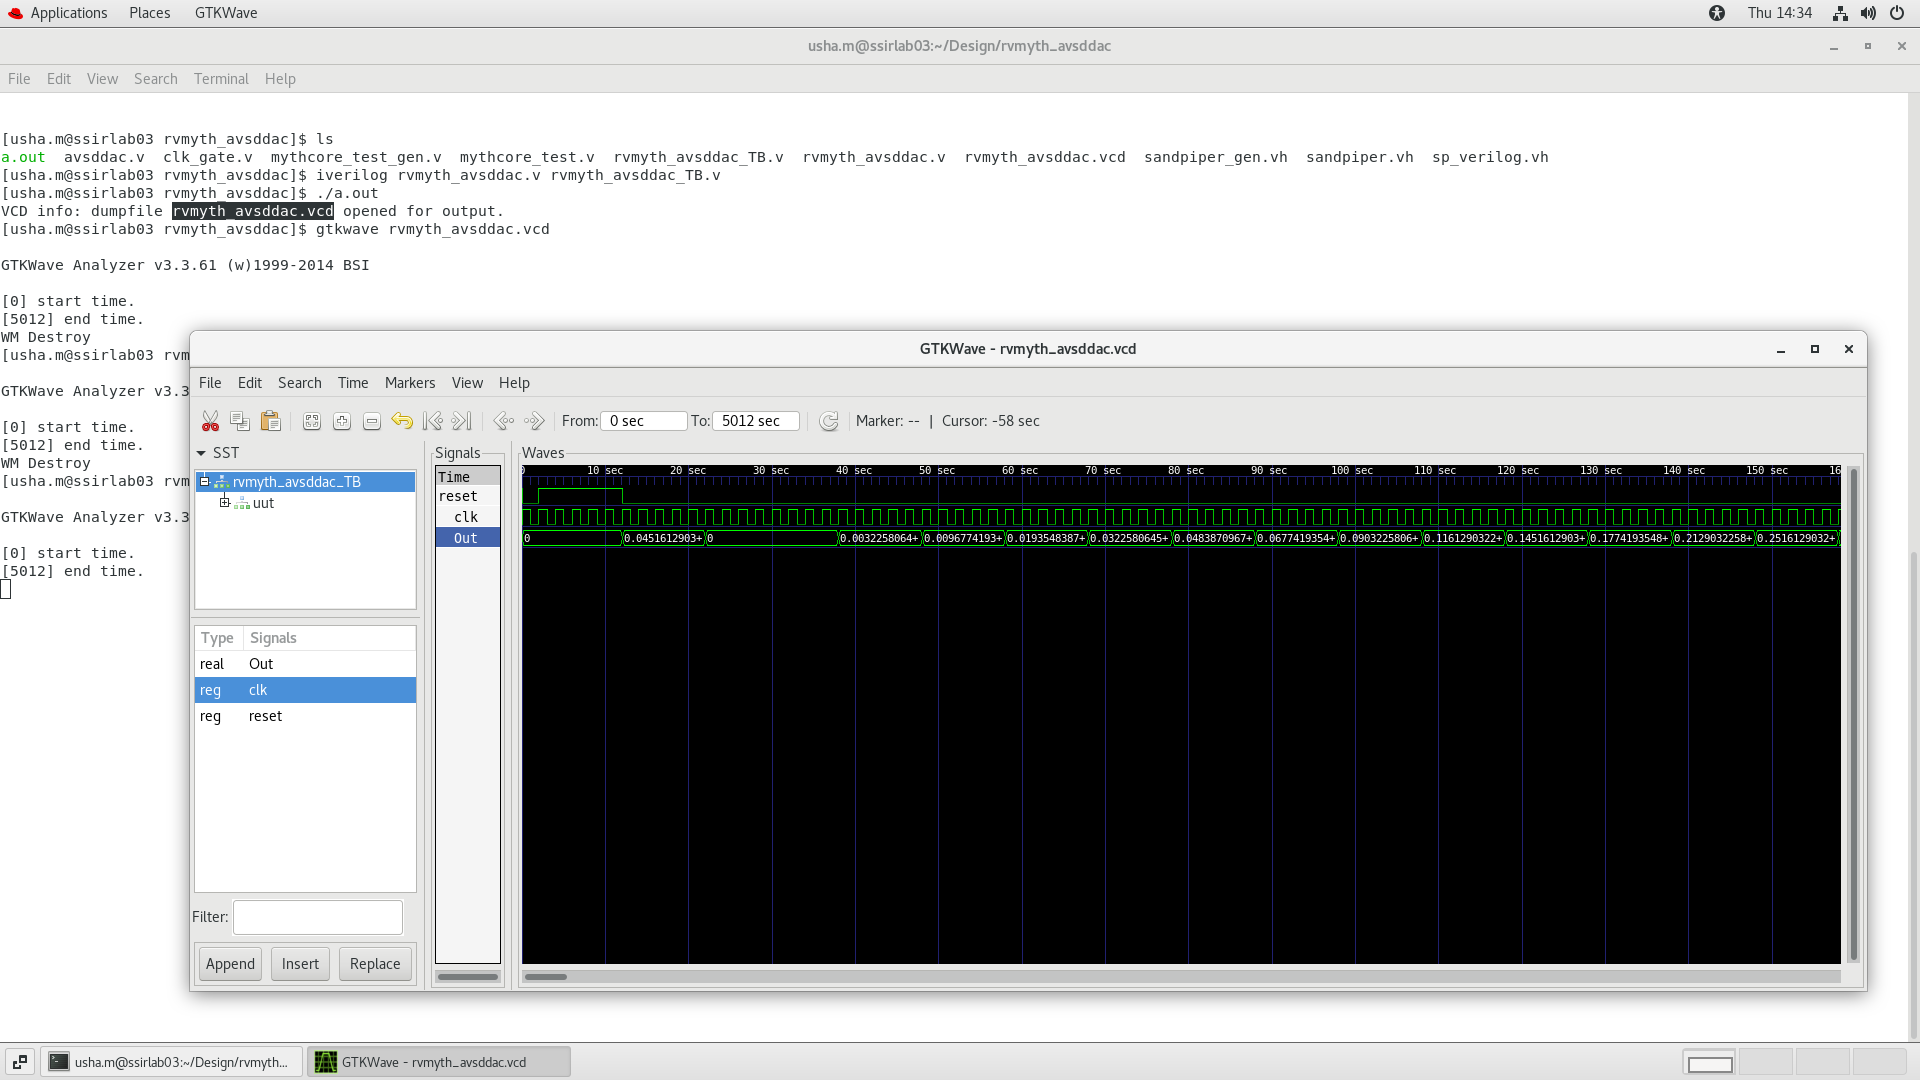 Applications Places GTKWave Thu 14:34
usha.m@ssirlab03:~/Design/rvmyth_avsddac
File Edit View Search Terminal Help
[usha.m@ssirlab03 rvmyth_avsddac]$ ls
a.out avsddac.v clk_gate.v mythcore_test_gen.v mythcore_test.v rvmyth_avsddac_TB.v rvmyth_avsddac.v rvmyth_avsddac.vcd sandpiper_gen.vh sandpiper.vh sp_verilog.vh
[usha.m@ssirlab03 rvmyth_avsddac]$ iverilog rvmyth_avsddac.v rvmyth_avsddac_TB.v
[usha.m@ssirlab03 rvmyth_avsddac]$ ./a.out
VCD info: dumpfile rvmyth_avsddac.vcd opened for output.
[usha.m@ssirlab03 rvmyth_avsddac]$ gtkwave rvmyth_avsddac.vcd
GTKWave Analyzer v3.3.61 (w)1999-2014 BSI
[0] start time.
[5012] end time.
WM Destroy
[usha.m@ssirlab03 rvm
GTKWave Analyzer v3.3
[0] start time.
[5012] end time.
WM Destroy
[usha.m@ssirlab03 rvm
GTKWave Analyzer v3.3
[0] start time.
[5012] end time.
GTKWave - rvmyth_avsddac.vcd
File Edit Search Time Markers View Help
From: 0 sec To: 5012 sec Marker: -- | Cursor: -58 sec
SST
rvmyth_avsddac_TB
uut
Type Signals
real Out
reg clk
reg reset
Filter:
Append Insert Replace
Signals
Time
reset
clk
Out
Waves
0 10 sec 20 sec 30 sec 40 sec 50 sec 60 sec 70 sec 80 sec 90 sec 100 sec 110 sec 120 sec 130 sec 140 sec 150 sec 16
0 0.0451612903+ 0 0.0032258064+ 0.0096774193+ 0.0193548387+ 0.0322580645+ 0.0483870967+ 0.0677419354+ 0.0903225806+ 0.1161290322+ 0.1451612903+ 0.1774193548+ 0.2129032258+ 0.2516129032+
usha.m@ssirlab03:~/Design/rvmyth... GTKWave - rvmyth_avsddac.vcd